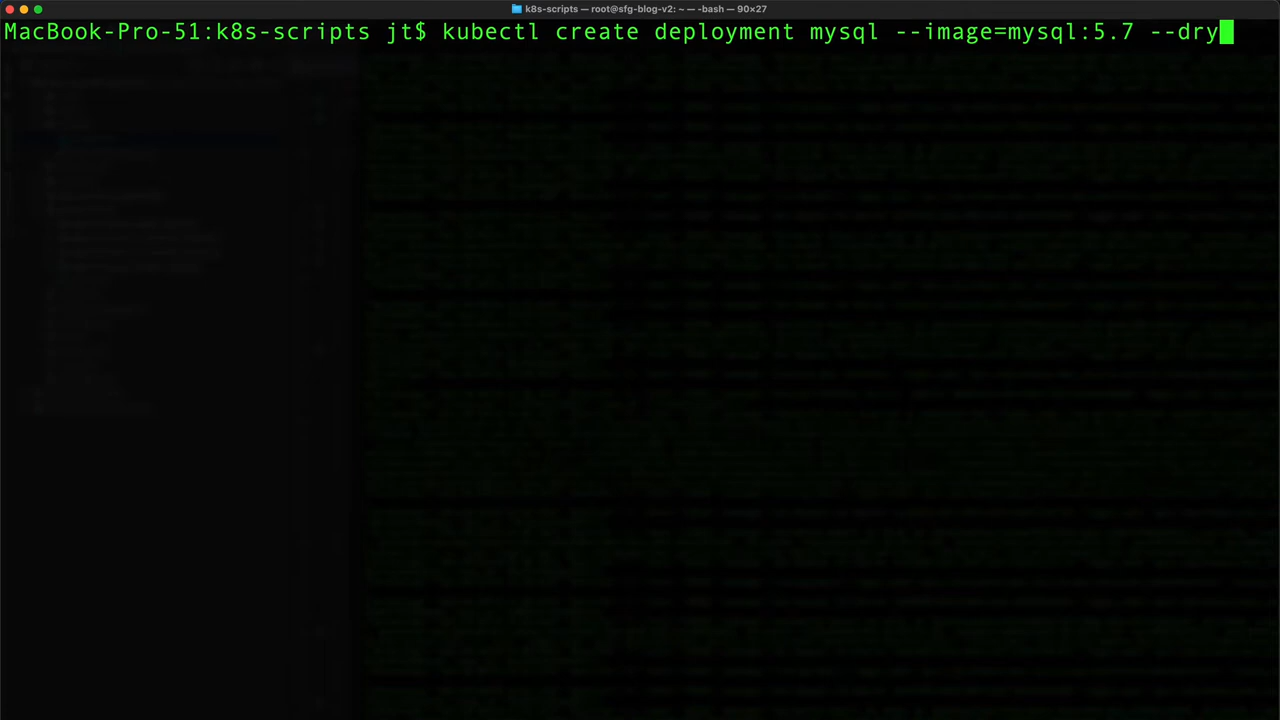 k8s-scripts — root@sfg-blog-v2: ~ — -bash — 90×27
MacBook-Pro-51:k8s-scripts jt$ kubectl create deployment mysql --image=mysql:5.7 --dry